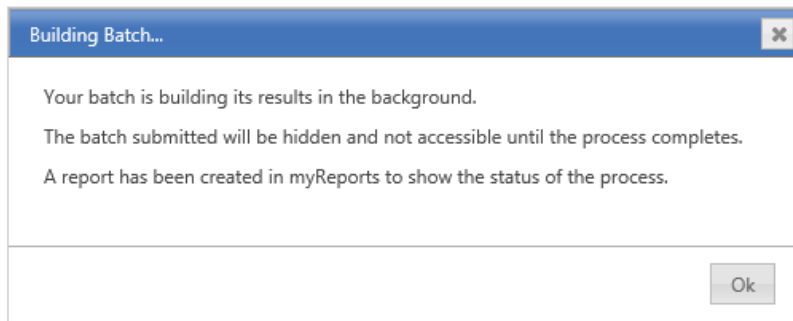 Building Batch...
Your batch is building its results in the background.
The batch submitted will be hidden and not accessible until the process completes.
A report has been created in myReports to show the status of the process.
Ok